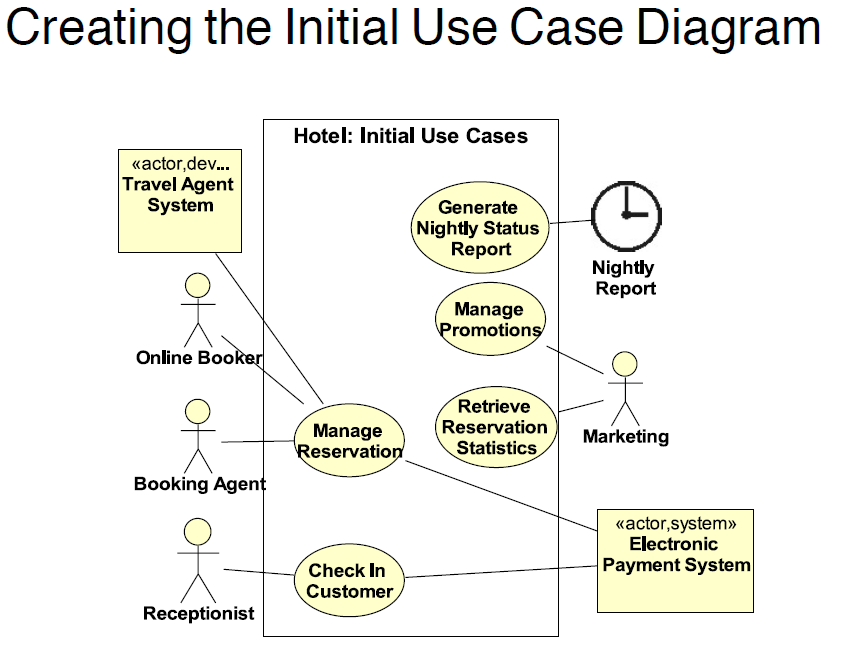 Creating the Initial Use Case Diagram
Hotel: Initial Use Cases
«actor,dev...
Travel Agent
System
Generate
Nightly Status
Report
Nightly
Report
Manage
Promotions
Online Booker
Retrieve
Reservation
Statistics
Marketing
Manage
Reservation
Booking Agent
«actor,system»
Electronic
Payment System
Check In
Customer
Receptionist